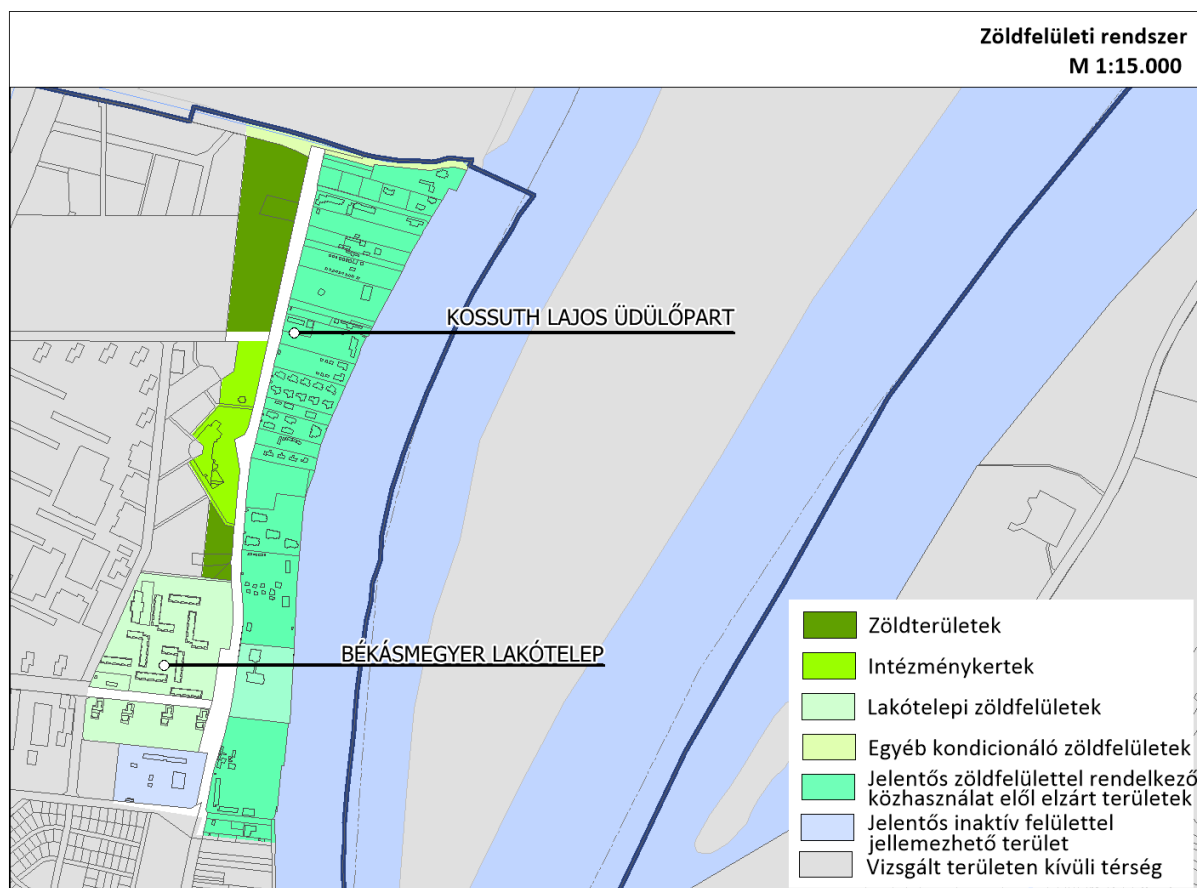 Zöldfelületi rendszer
M 1:15.000
KOSSUTH LAJOS ÜDÜLŐPART
BÉKÁSMEGYER LAKÓTELEP
Zöldterületek
Intézménykertek
Lakótelepi zöldfelületek
Egyéb kondicionáló zöldfelületek
Jelentős zöldfelülettel rendelkező
közhasználat elől elzárt területek
Jelentős inaktív felülettel
jellemezhető terület
Vizsgált területen kívüli térség